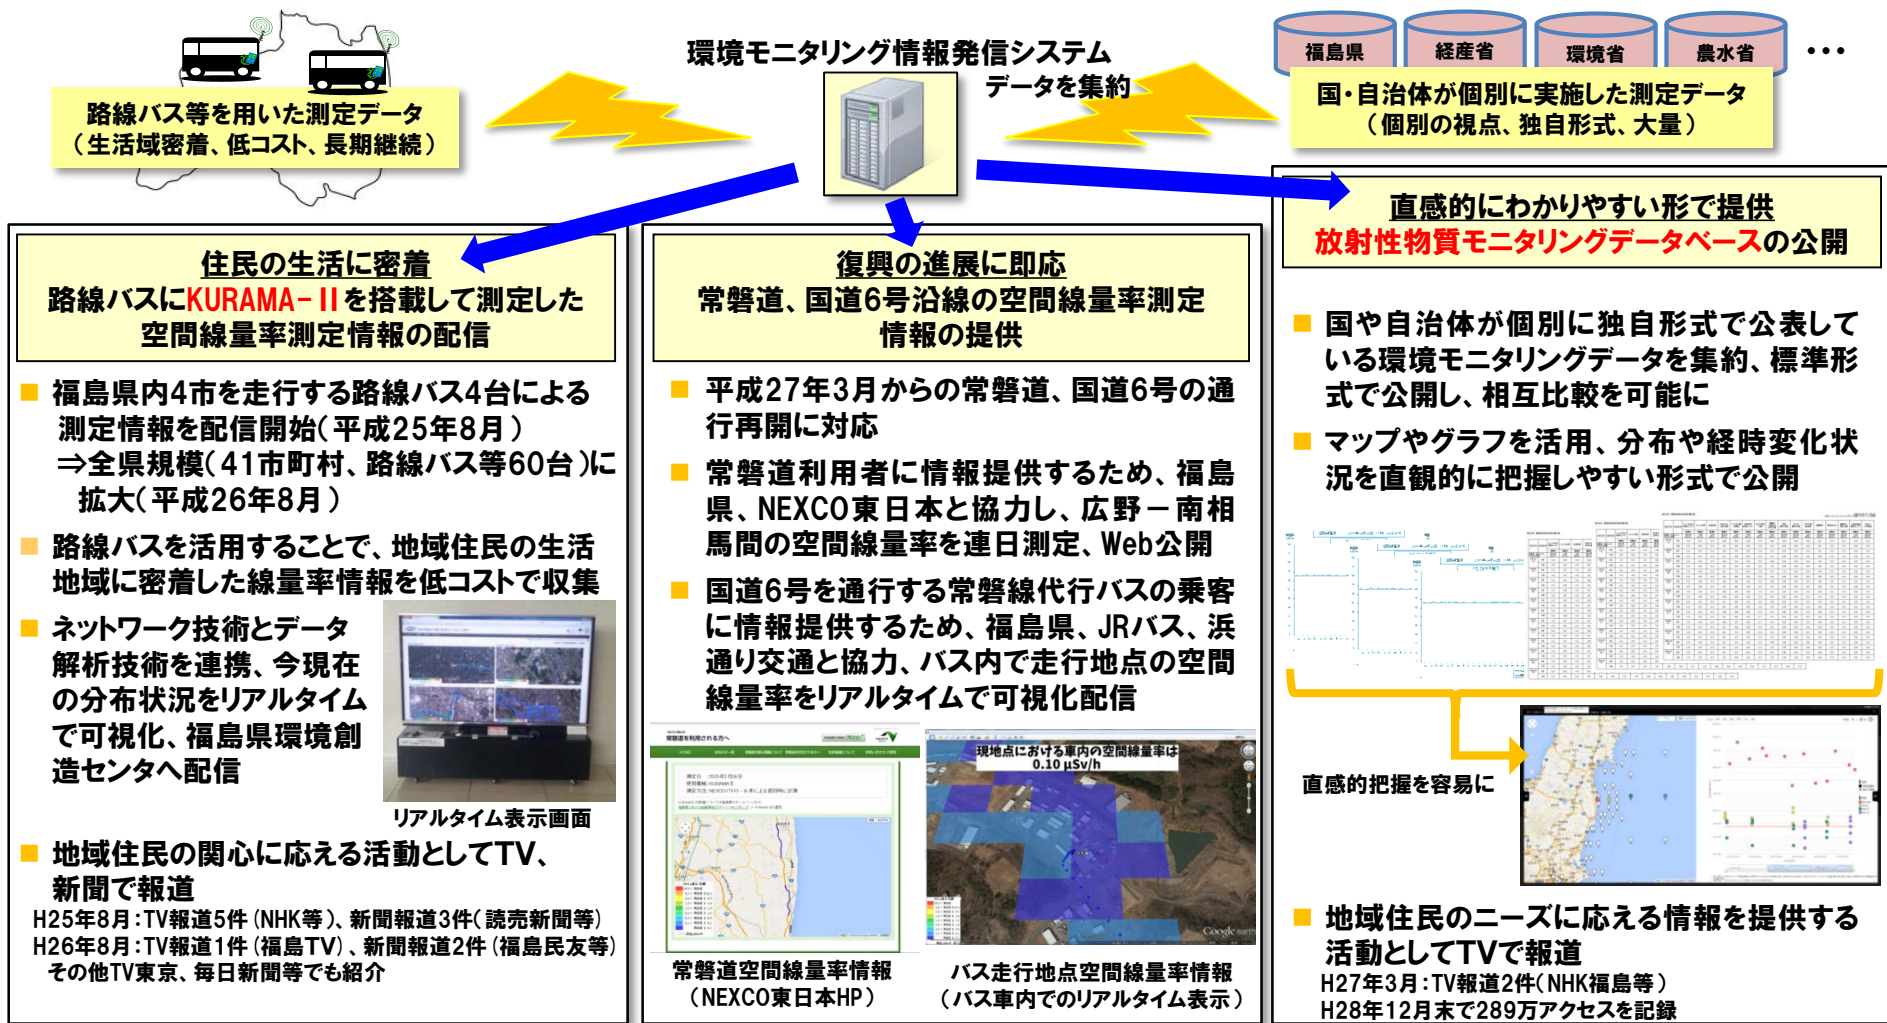 環境モニタリング情報発信システム
データを集約
路線バス等を用いた測定データ
（生活域密着、低コスト、長期継続）
福島県
経産省
環境省
農水省
・・・
国・自治体が個別に実施した測定データ
（個別の視点、独自形式、大量）
住民の生活に密着
路線バスにKURAMA-Ⅱを搭載して測定した
空間線量率測定情報の配信
福島県内4市を走行する路線バス4台による
測定情報を配信開始（平成25年8月）
⇒全県規模（41市町村、路線バス等60台）に
拡大（平成26年8月）
路線バスを活用することで、地域住民の生活
地域に密着した線量率情報を低コストで収集
ネットワーク技術とデータ
解析技術を連携、今現在
の分布状況をリアルタイム
で可視化、福島県環境創
造センタへ配信
リアルタイム表示画面
地域住民の関心に応える活動としてTV、
新聞で報道
H25年8月：TV報道5件（NHK等）、新聞報道3件（読売新聞等）
H26年8月：TV報道1件（福島TV）、新聞報道2件（福島民友等）
その他TV東京、毎日新聞等でも紹介
復興の進展に即応
常磐道、国道6号沿線の空間線量率測定
情報の提供
平成27年3月からの常磐道、国道6号の通
行再開に対応
常磐道利用者に情報提供するため、福島
県、NEXCO東日本と協力し、広野－南相
馬間の空間線量率を連日測定、Web公開
国道6号を通行する常磐線代行バスの乗客
に情報提供するため、福島県、JRバス、浜
通り交通と協力、バス内で走行地点の空間
線量率をリアルタイムで可視化配信
常磐道を利用される方へ
現地点における車内の空間線量率は
0.10 μSv/h
Google earth
常磐道空間線量率情報
（NEXCO東日本HP）
バス走行地点空間線量率情報
（バス車内でのリアルタイム表示）
直感的にわかりやすい形で提供
放射性物質モニタリングデータベースの公開
国や自治体が個別に独自形式で公表して
いる環境モニタリングデータを集約、標準形
式で公開し、相互比較を可能に
マップやグラフを活用、分布や経時変化状
況を直観的に把握しやすい形式で公開
直感的把握を容易に
地域住民のニーズに応える情報を提供する
活動としてTVで報道
H27年3月：TV報道2件（NHK福島等）
H28年12月末で289万アクセスを記録